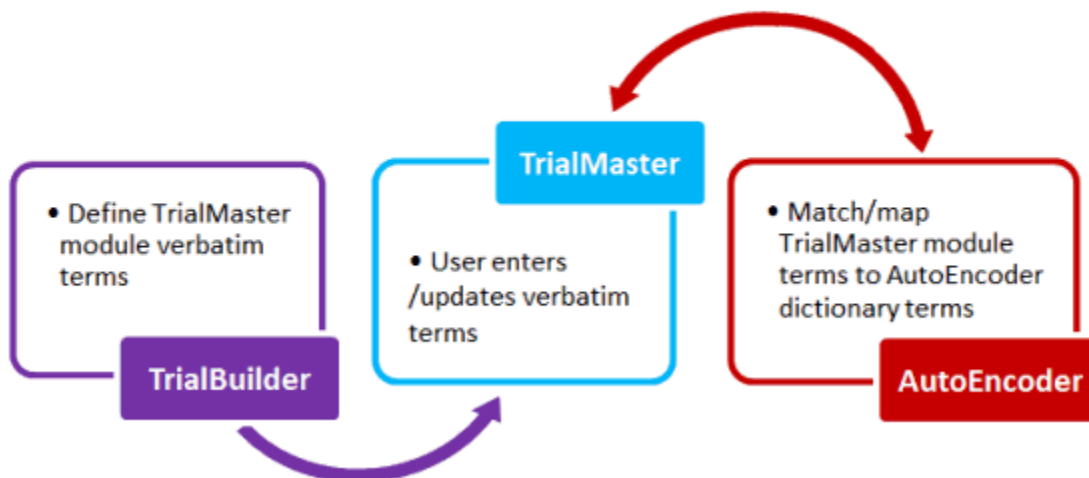 • Define TrialMaster
module verbatim
terms
TrialBuilder
TrialMaster
• User enters
/updates verbatim
terms
• Match/map
TrialMaster module
terms to AutoEncoder
dictionary terms
AutoEncoder